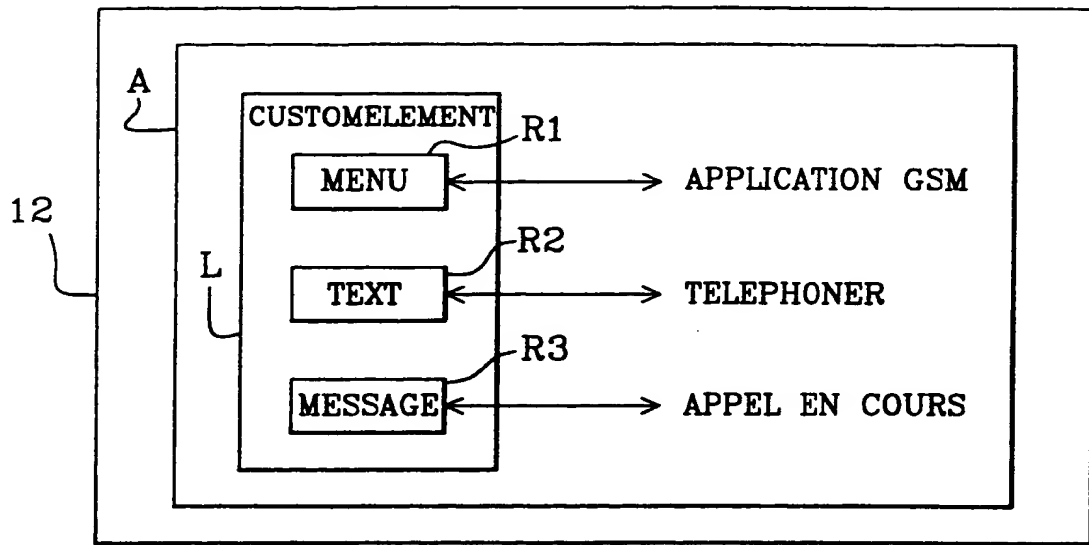 A
CUSTOMELEMENT
R1
MENU
APPLICATION GSM
12
R2
L
TEXT
TELEPHONER
R3
MESSAGE
APPEL EN COURS